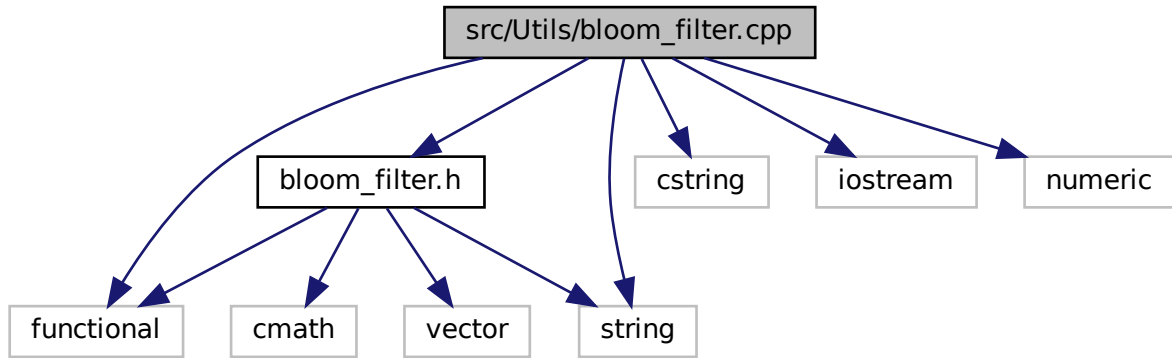 src/Utils/bloom_filter.cpp
bloom_filter.h
cstring
iostream
numeric
functional
cmath
vector
string